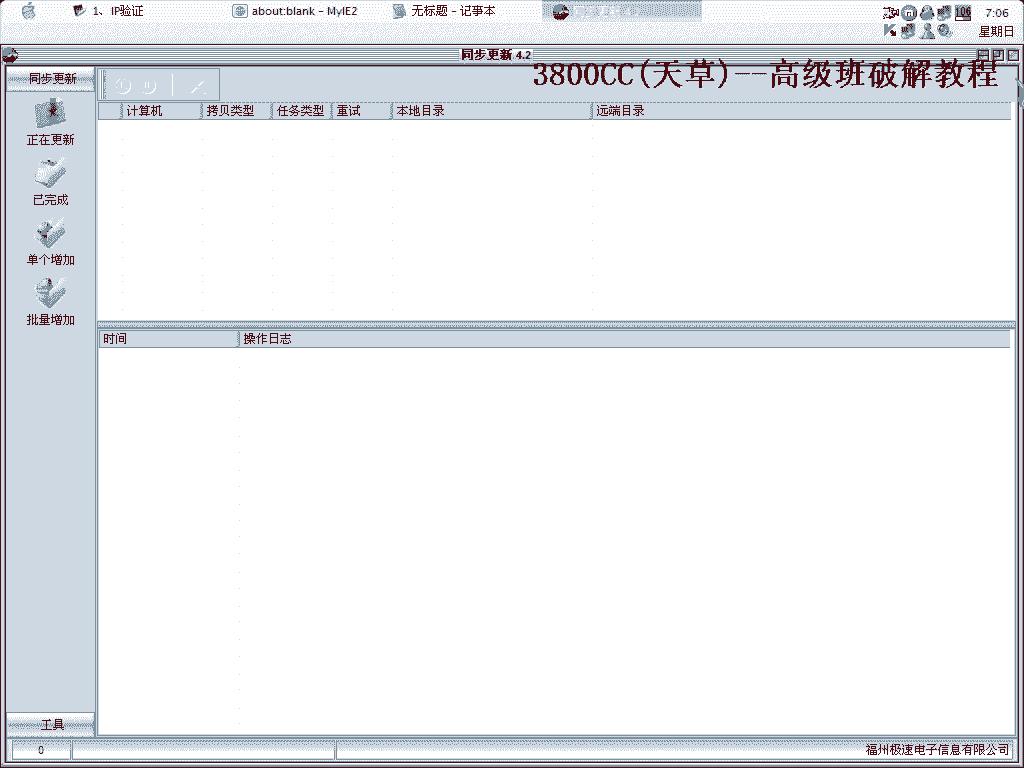 1、IP验证
about:blank - MyIE2
无标题 - 记事本
106
7:06
星期日
同步更新 4.2
3800CC(天草)--高级班破解教程
同步更新
计算机
拷贝类型
任务类型
重试
本地目录
远端目录
正在更新
已完成
单个增加
批量增加
时间
操作日志
工具
0
福州极速电子信息有限公司